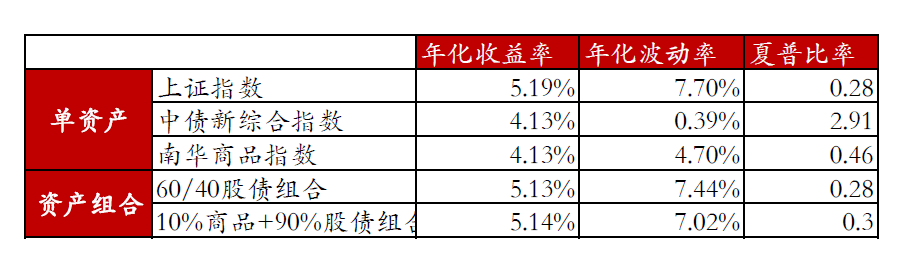 年化收益率 年化波动率 夏普比率
单资产 上证指数 5.19% 7.70% 0.28
中债新综合指数 4.13% 0.39% 2.91
南华商品指数 4.13% 4.70% 0.46
资产组合 60/40股债组合 5.13% 7.44% 0.28
10%商品+90%股债组合 5.14% 7.02% 0.3